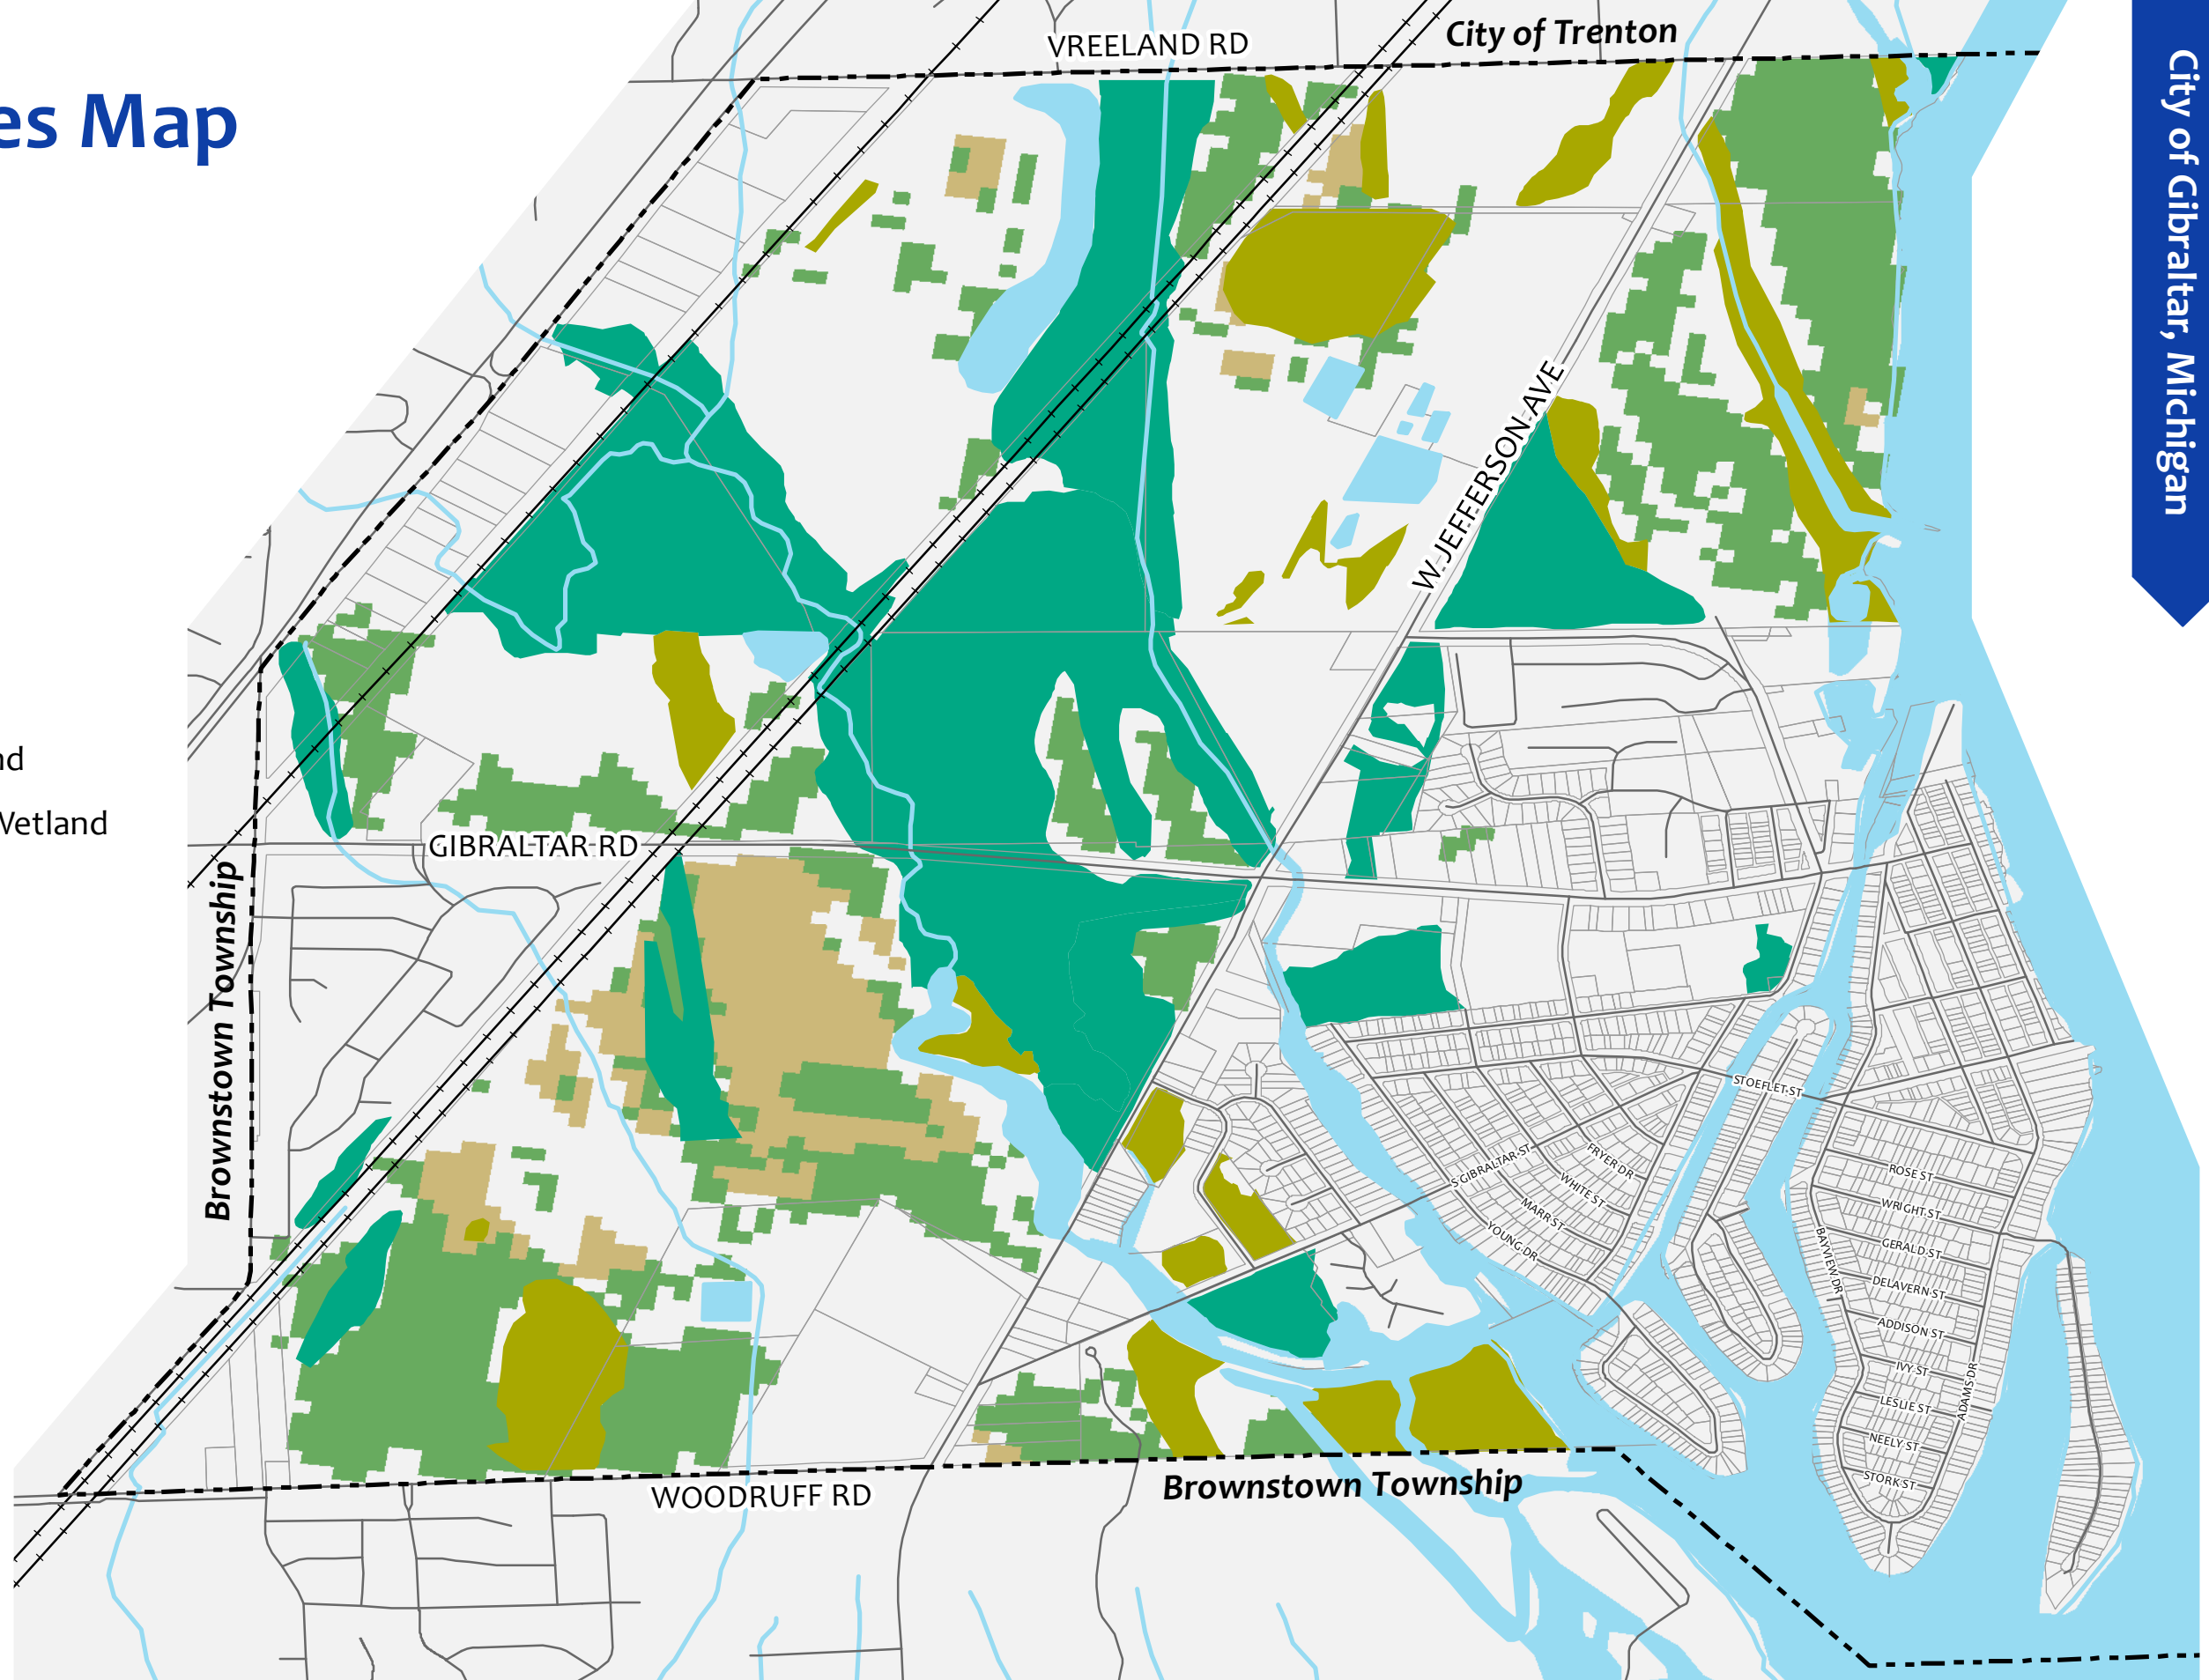 es Map
City of Gibraltar, Michigan
VREELAND RD
City of Trenton
W JEFFERSON AVE
nd
Wetland
GIBRALTAR RD
Brownstown Township
STOEFLET ST
S GIBRALTAR ST
FRYER DR
WHITE ST
MARR ST
YOUNG DR
ROSE ST
WRIGHT ST
BAYVIEW DR
GERALD ST
DELAVERN ST
ADDISON ST
IVY ST
ADAMS DR
LESLIE ST
NEELY ST
STORK ST
WOODRUFF RD
Brownstown Township